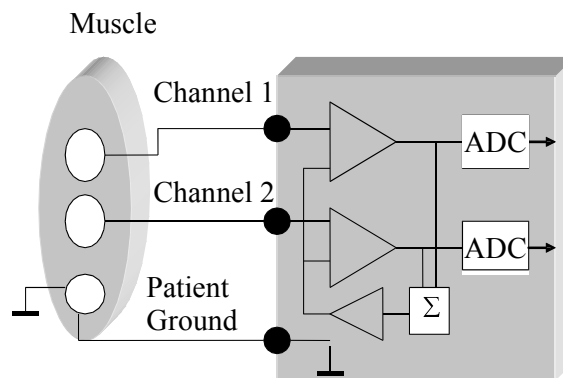 Muscle
Channel 1
ADC
Channel 2
ADC
Patient
Ground
Σ